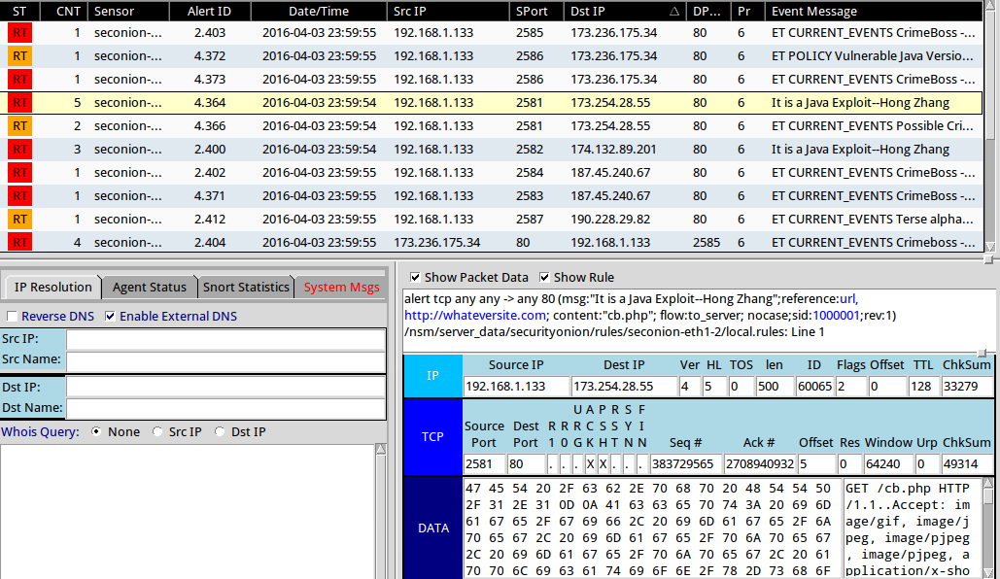 ST CNT Sensor Alert ID Date/Time Src IP SPort Dst IP DP... Pr Event Message
RT 1 seconion-... 2.403 2016-04-03 23:59:55 192.168.1.133 2585 173.236.175.34 80 6 ET CURRENT_EVENTS CrimeBoss -...
RT 1 seconion-... 4.372 2016-04-03 23:59:55 192.168.1.133 2586 173.236.175.34 80 6 ET POLICY Vulnerable Java Versio...
RT 1 seconion-... 4.373 2016-04-03 23:59:55 192.168.1.133 2586 173.236.175.34 80 6 ET CURRENT_EVENTS CrimeBoss -...
RT 5 seconion-... 4.364 2016-04-03 23:59:54 192.168.1.133 2581 173.254.28.55 80 6 It is a Java Exploit--Hong Zhang
RT 2 seconion-... 4.366 2016-04-03 23:59:54 192.168.1.133 2581 173.254.28.55 80 6 ET CURRENT_EVENTS Possible Cri...
RT 3 seconion-... 2.400 2016-04-03 23:59:54 192.168.1.133 2582 174.132.89.201 80 6 It is a Java Exploit--Hong Zhang
RT 1 seconion-... 2.402 2016-04-03 23:59:55 192.168.1.133 2584 187.45.240.67 80 6 ET CURRENT_EVENTS CrimeBoss -...
RT 1 seconion-... 4.371 2016-04-03 23:59:55 192.168.1.133 2583 187.45.240.67 80 6 ET CURRENT_EVENTS CrimeBoss -...
RT 1 seconion-... 2.412 2016-04-03 23:59:55 192.168.1.133 2587 190.228.29.82 80 6 ET CURRENT_EVENTS Terse alpha...
RT 4 seconion-... 2.404 2016-04-03 23:59:55 173.236.175.34 80 192.168.1.133 2585 6 ET CURRENT_EVENTS Crimeboss -...
IP Resolution Agent Status Snort Statistics System Msgs
Reverse DNS Enable External DNS
Src IP:
Src Name:
Dst IP:
Dst Name:
Whois Query: None Src IP Dst IP
Show Packet Data Show Rule
alert tcp any any -> any 80 (msg:"It is a Java Exploit--Hong Zhang";reference:url,
http://whateversite.com; content:"cb.php"; flow:to_server; nocase;sid:1000001;rev:1)
/nsm/server_data/securityonion/rules/seconion-eth1-2/local.rules: Line 1
IP
Source IP Dest IP Ver HL TOS len ID Flags Offset TTL ChkSum
192.168.1.133 173.254.28.55 4 5 0 500 60065 2 0 128 33279
TCP
U A P R S F
Source Dest R R R C S S Y I
Port Port 1 0 G K H T N N Seq # Ack # Offset Res Window Urp ChkSum
2581 80 . . . X X . . . 383729565 2708940932 5 0 64240 0 49314
DATA
47 45 54 20 2F 63 62 2E 70 68 70 20 48 54 54 50 GET /cb.php HTTP
2F 31 2E 31 0D 0A 41 63 63 65 70 74 3A 20 69 6D /1.1..Accept: im
61 67 65 2F 67 69 66 2C 20 69 6D 61 67 65 2F 6A age/gif, image/j
70 65 67 2C 20 69 6D 61 67 65 2F 70 6A 70 65 67 peg, image/pjpeg
2C 20 69 6D 61 67 65 2F 70 6A 70 65 67 2C 20 61 , image/pjpeg, a
70 70 6C 69 63 61 74 69 6F 6E 2F 78 2D 73 68 6F pplication/x-sho